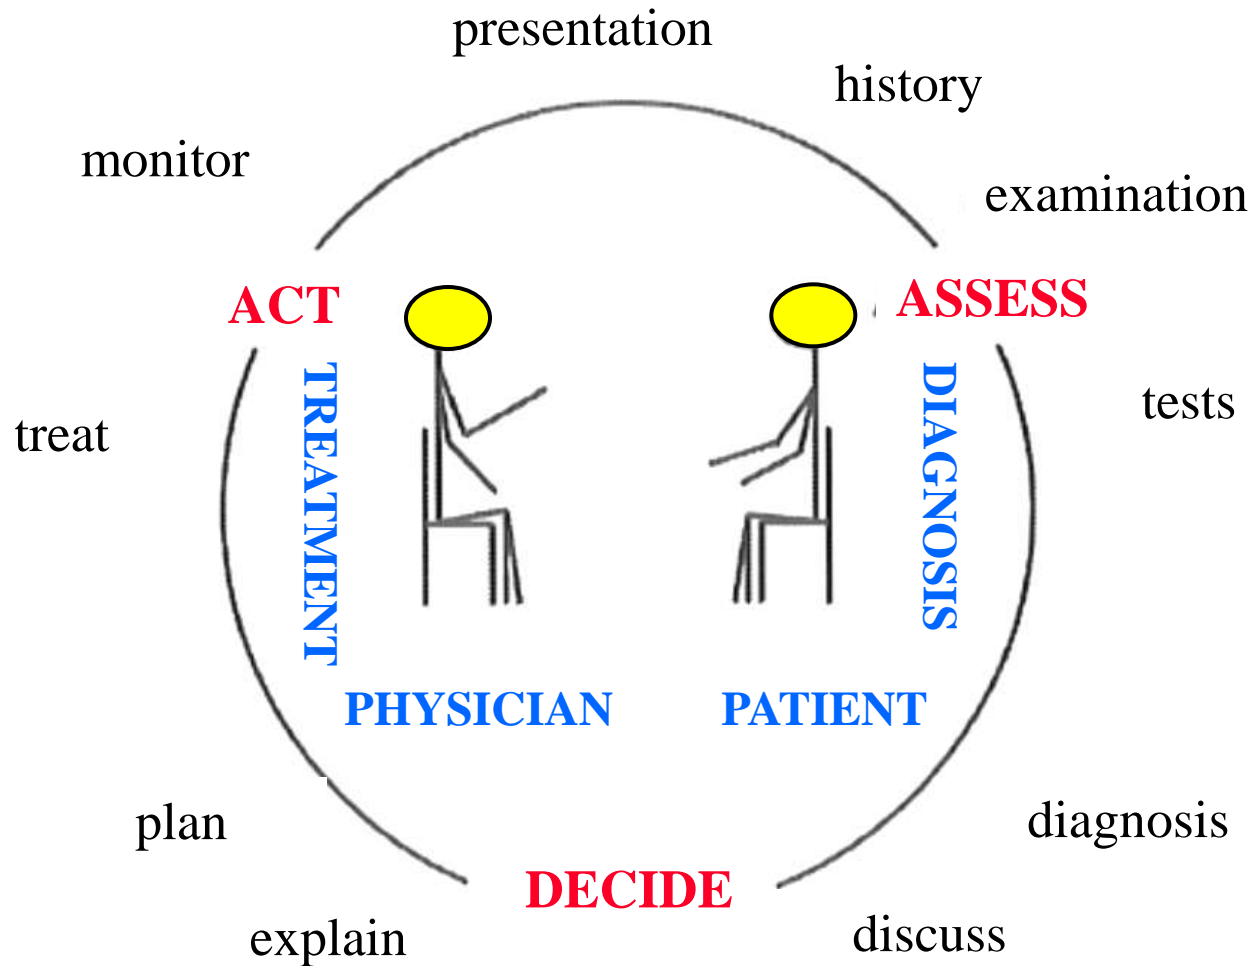 presentation
history
monitor
examination
ACT
ASSESS
TREATMENT
DIAGNOSIS
tests
treat
PHYSICIAN
PATIENT
plan
diagnosis
DECIDE
explain
discuss